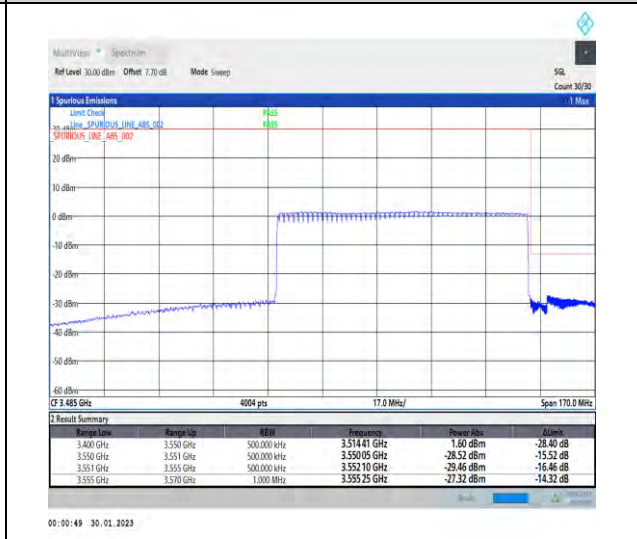 MultiView Spectrum
Ref Level 30.00 dBm Offset 7.70 dB Mode Sweep SGL
Count 30/30
1 Spurious Emissions 1 Max
Limit Check PASS
Line _SPURIOUS_LINE_ABS_002 PASS
_SPURIOUS_LINE_ABS_002
20 dBm
10 dBm
0 dBm
-10 dBm
-20 dBm
-30 dBm
-40 dBm
-50 dBm
-60 dBm
CF 3.485 GHz 4004 pts 17.0 MHz/ Span 170.0 MHz
2 Result Summary
Range Low Range Up RBW Frequency Power Abs ΔLimit
3.400 GHz 3.550 GHz 500.000 kHz 3.51441 GHz 1.60 dBm -28.40 dB
3.550 GHz 3.551 GHz 500.000 kHz 3.55005 GHz -28.52 dBm -15.52 dB
3.551 GHz 3.555 GHz 500.000 kHz 3.55210 GHz -29.46 dBm -16.46 dB
3.555 GHz 3.570 GHz 1.000 MHz 3.55525 GHz -27.32 dBm -14.32 dB
00:00:49 30.01.2023